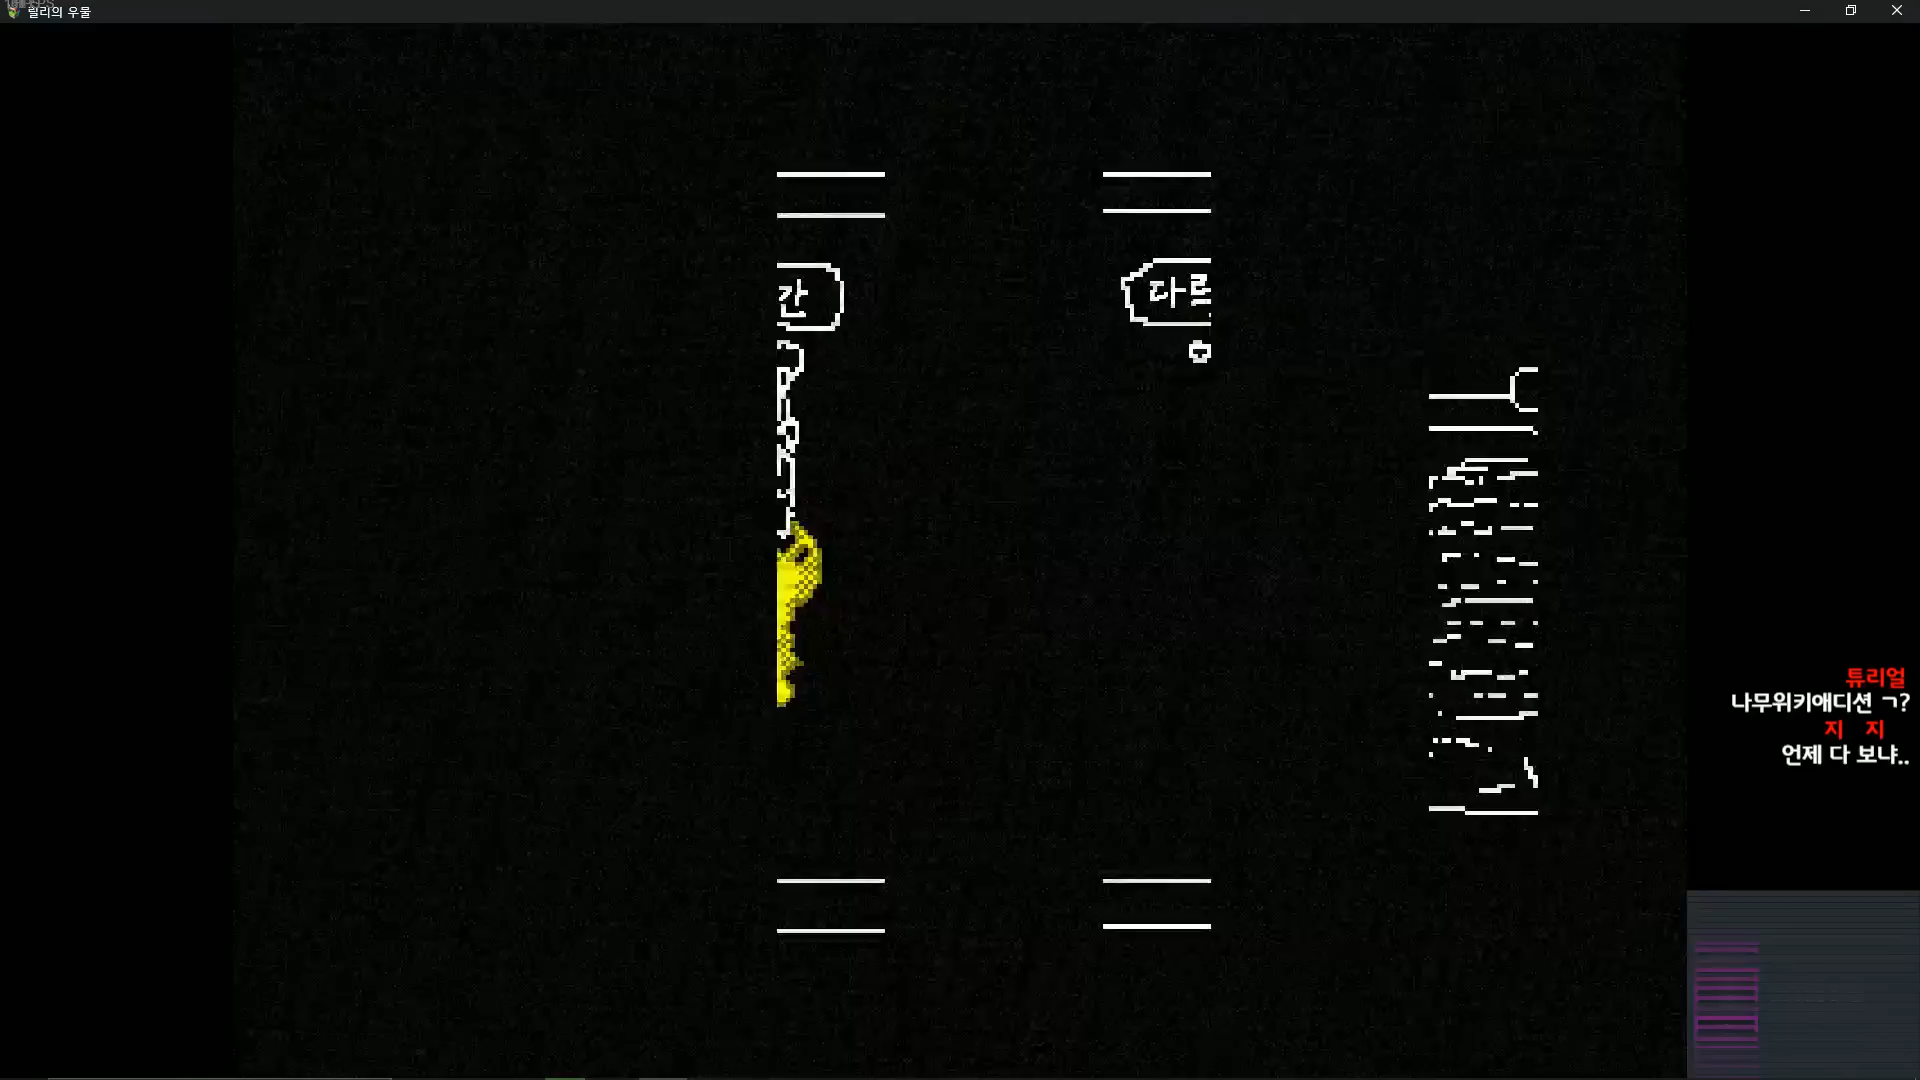 릴리의 우물
간
다르
튜리얼
나무위키애디션 ㄱ?
지 지
언제 다 보냐..